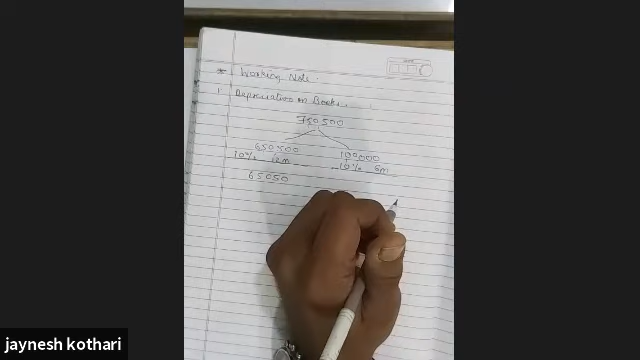 * Working Note.
1 Depreciation on Books.
750500
650500 100000
10% 12m 10% 6m
65050
jaynesh kothari